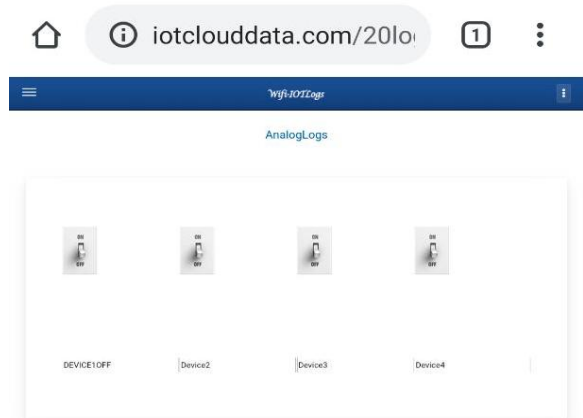 iotclouddata.com/20lo
1
Wifi-IOTLogs
AnalogLogs
ON ON ON ON
OFF OFF OFF OFF
DEVICE1OFF Device2 Device3 Device4